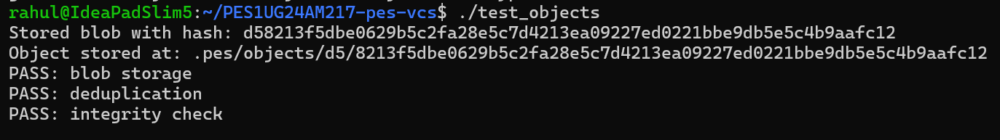 rahul@IdeaPadSlim5:~/PES1UG24AM217-pes-vcs$ ./test_objects
Stored blob with hash: d58213f5dbe0629b5c2fa28e5c7d4213ea09227ed0221bbe9db5e5c4b9aafc12
Object stored at: .pes/objects/d5/8213f5dbe0629b5c2fa28e5c7d4213ea09227ed0221bbe9db5e5c4b9aafc12
PASS: blob storage
PASS: deduplication
PASS: integrity check